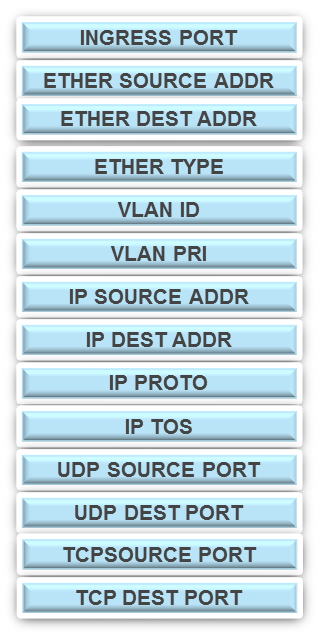 INGRESS PORT
ETHER SOURCE ADDR
ETHER DEST ADDR
ETHER TYPE
VLAN ID
VLAN PRI
IP SOURCE ADDR
IP DEST ADDR
IP PROTO
IP TOS
UDP SOURCE PORT
UDP DEST PORT
TCPSOURCE PORT
TCP DEST PORT